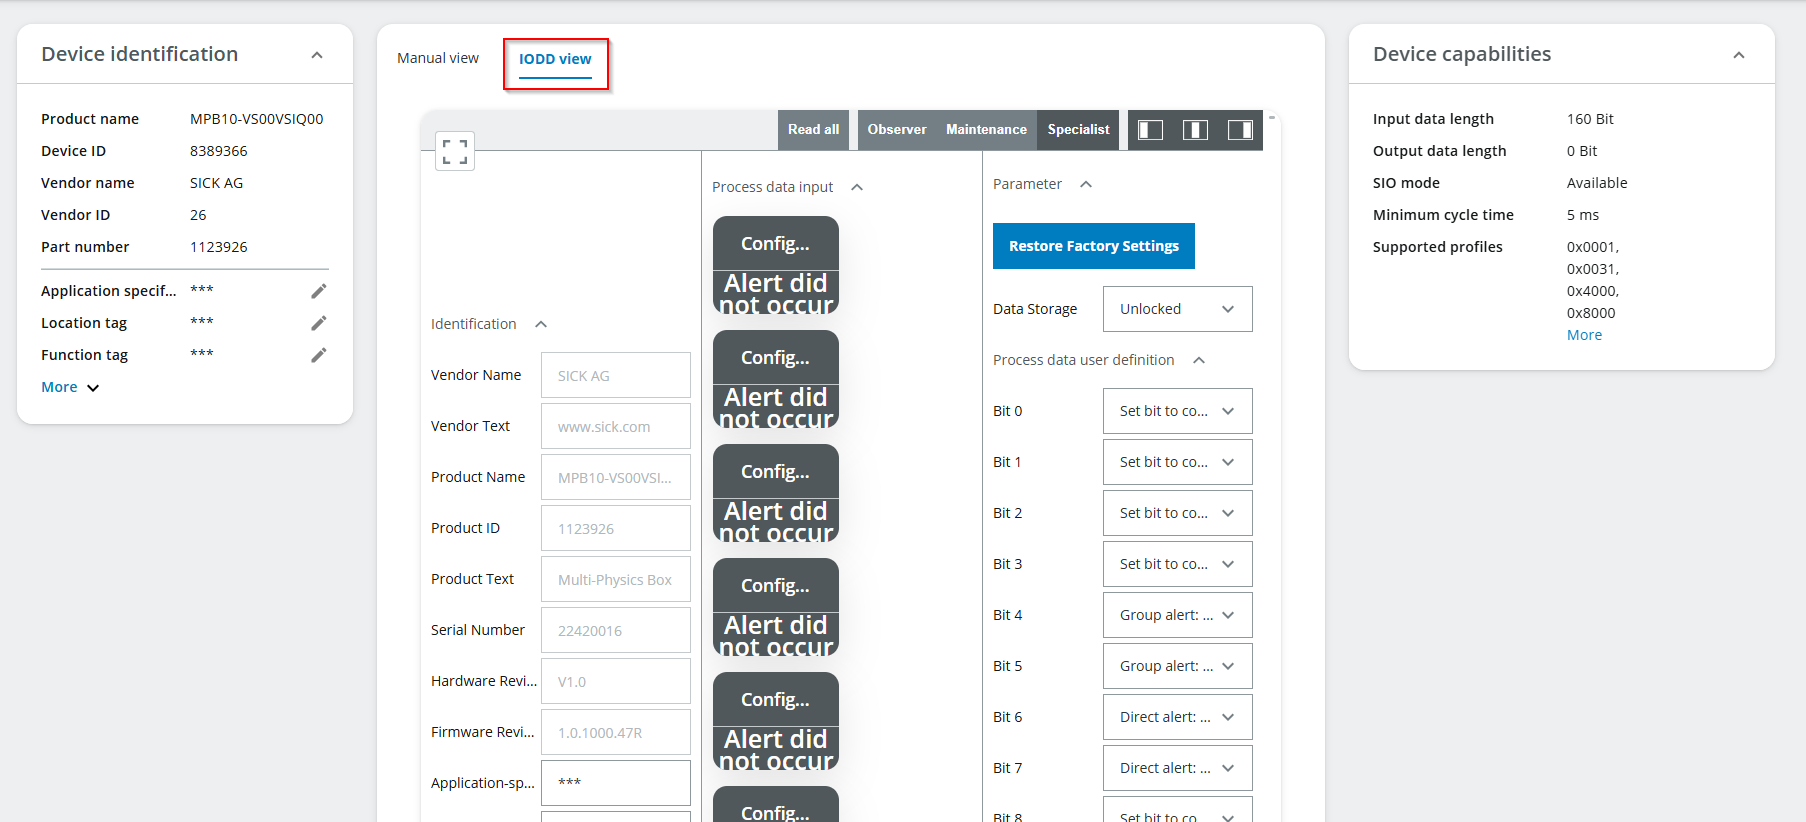 Device identification
Product name MPB10-VS00VSIQ00
Device ID 8389366
Vendor name SICK AG
Vendor ID 26
Part number 1123926
Application specif... ***
Location tag ***
Function tag ***
More
Manual view
IODD view
Read all
Observer
Maintenance
Specialist
Identification
Vendor Name SICK AG
Vendor Text www.sick.com
Product Name MPB10-VS00VSI...
Product ID 1123926
Product Text Multi-Physics Box
Serial Number 22420016
Hardware Revi... V1.0
Firmware Revi... 1.0.1000.47R
Application-sp... ***
Process data input
Config...
Alert did
not occur
Config...
Alert did
not occur
Config...
Alert did
not occur
Config...
Alert did
not occur
Config...
Alert did
not occur
Config...
Parameter
Restore Factory Settings
Data Storage Unlocked
Process data user definition
Bit 0 Set bit to co...
Bit 1 Set bit to co...
Bit 2 Set bit to co...
Bit 3 Set bit to co...
Bit 4 Group alert: ...
Bit 5 Group alert: ...
Bit 6 Direct alert: ...
Bit 7 Direct alert: ...
Bit 8 Set bit to co...
Device capabilities
Input data length 160 Bit
Output data length 0 Bit
SIO mode Available
Minimum cycle time 5 ms
Supported profiles 0x0001,
0x0031,
0x4000,
0x8000
More